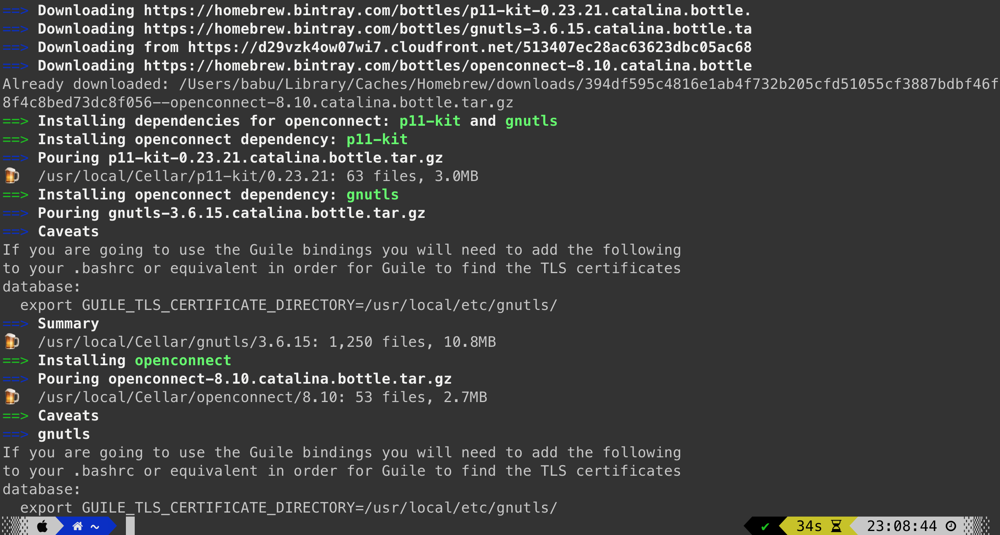 ==> Downloading https://homebrew.bintray.com/bottles/p11-kit-0.23.21.catalina.bottle.
==> Downloading https://homebrew.bintray.com/bottles/gnutls-3.6.15.catalina.bottle.ta
==> Downloading from https://d29vzk4ow07wi7.cloudfront.net/513407ec28ac63623dbc05ac68
==> Downloading https://homebrew.bintray.com/bottles/openconnect-8.10.catalina.bottle
Already downloaded: /Users/babu/Library/Caches/Homebrew/downloads/394df595c4816e1ab4f732b205cfd51055cf3887bdbf46f
8f4c8bed73dc8f056--openconnect-8.10.catalina.bottle.tar.gz
==> Installing dependencies for openconnect: p11-kit and gnutls
==> Installing openconnect dependency: p11-kit
==> Pouring p11-kit-0.23.21.catalina.bottle.tar.gz
🍺  /usr/local/Cellar/p11-kit/0.23.21: 63 files, 3.0MB
==> Installing openconnect dependency: gnutls
==> Pouring gnutls-3.6.15.catalina.bottle.tar.gz
==> Caveats
If you are going to use the Guile bindings you will need to add the following
to your .bashrc or equivalent in order for Guile to find the TLS certificates
database:
  export GUILE_TLS_CERTIFICATE_DIRECTORY=/usr/local/etc/gnutls/
==> Summary
🍺  /usr/local/Cellar/gnutls/3.6.15: 1,250 files, 10.8MB
==> Installing openconnect
==> Pouring openconnect-8.10.catalina.bottle.tar.gz
🍺  /usr/local/Cellar/openconnect/8.10: 53 files, 2.7MB
==> Caveats
==> gnutls
If you are going to use the Guile bindings you will need to add the following
to your .bashrc or equivalent in order for Guile to find the TLS certificates
database:
  export GUILE_TLS_CERTIFICATE_DIRECTORY=/usr/local/etc/gnutls/
~ ✔ 34s 23:08:44